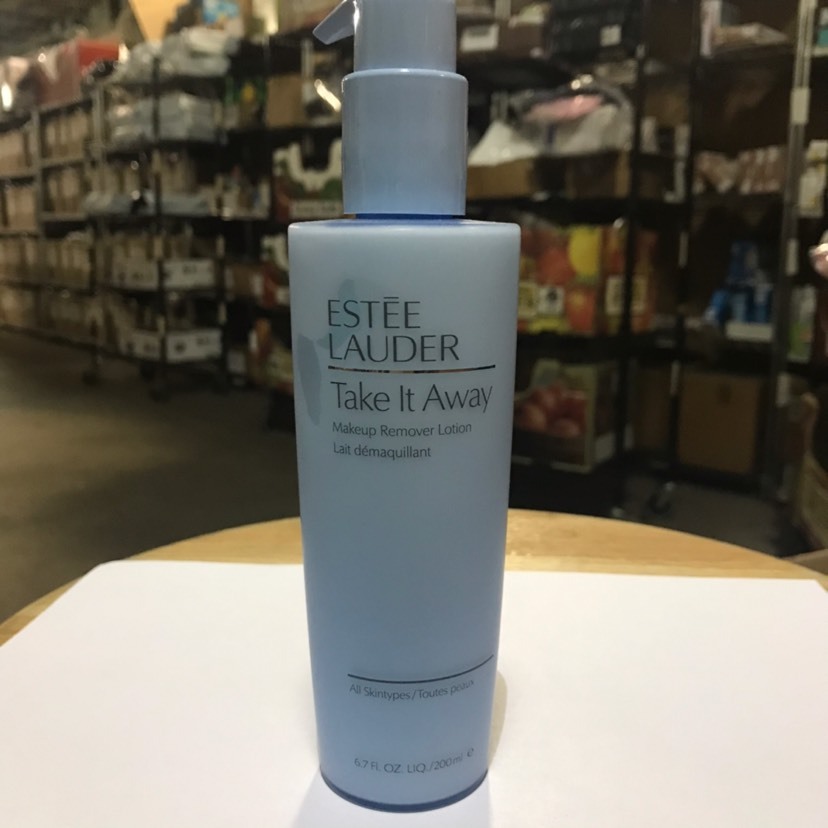 ESTĒE
LAUDER
Take It Away
Makeup Remover Lotion
Lait démaquillant
All Skintypes/Toutes peaux
6.7 FL. OZ. LIQ./200ml ℮